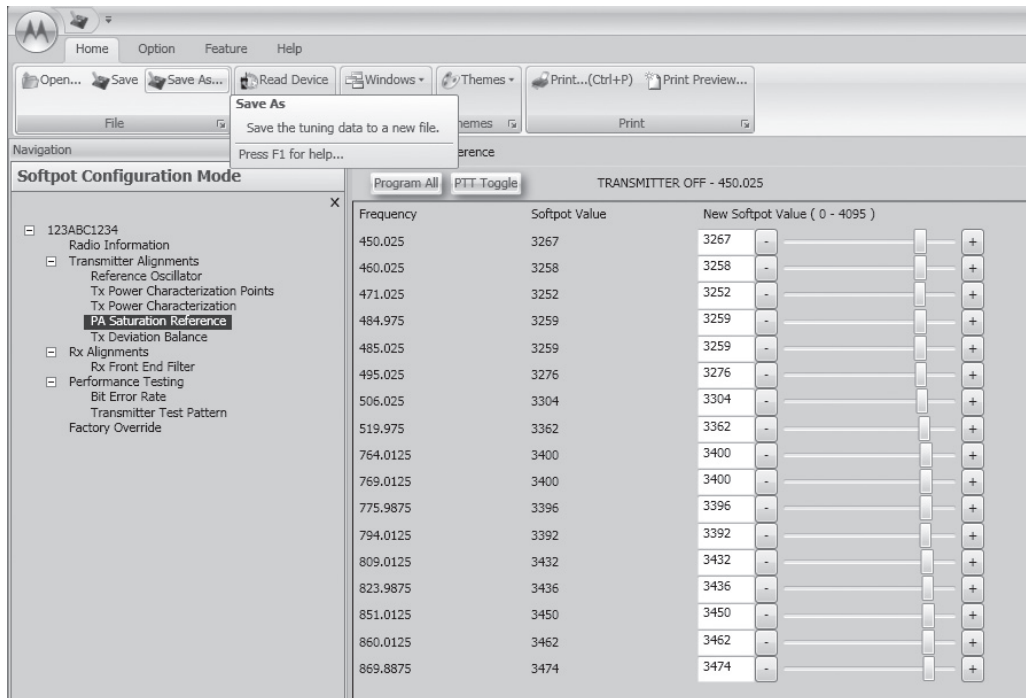 Home Option Feature Help
Open... Save Save As... Read Device Windows Themes Print...(Ctrl+P) Print Preview...
Save As
File Save the tuning data to a new file. hemes Print
Press F1 for help...
Navigation erence
Softpot Configuration Mode
Program All PTT Toggle TRANSMITTER OFF - 450.025
X
123ABC1234
Radio Information
Transmitter Alignments
Reference Oscillator
Tx Power Characterization Points
Tx Power Characterization
PA Saturation Reference
Tx Deviation Balance
Rx Alignments
Rx Front End Filter
Performance Testing
Bit Error Rate
Transmitter Test Pattern
Factory Override
Frequency Softpot Value New Softpot Value ( 0 - 4095 )
450.025 3267 3267 - +
460.025 3258 3258 - +
471.025 3252 3252 - +
484.975 3259 3259 - +
485.025 3259 3259 - +
495.025 3276 3276 - +
506.025 3304 3304 - +
519.975 3362 3362 - +
764.0125 3400 3400 - +
769.0125 3400 3400 - +
775.9875 3396 3396 - +
794.0125 3392 3392 - +
809.0125 3432 3432 - +
823.9875 3436 3436 - +
851.0125 3450 3450 - +
860.0125 3462 3462 - +
869.8875 3474 3474 - +